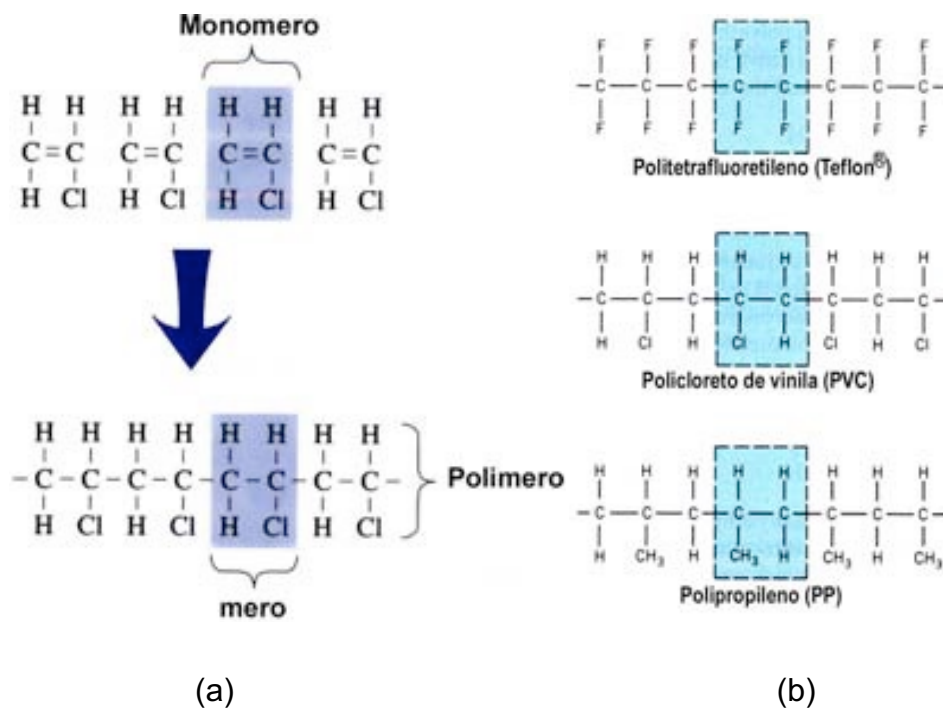 Monomero
H H H H H H H H
C=C C=C C=C C=C
H Cl H Cl H Cl H Cl
H H H H H H H H
-C-C-C-C-C-C-C-C-
H Cl H Cl H Cl H Cl
Polimero
mero
(a)
F F F F F F F F
—C—C—C—C—C—C—C—C—
F F F F F F F F
Politetrafluoretileno (Teflon®)
H H H H H H H H
—C—C—C—C—C—C—C—C—
H Cl H Cl H Cl H Cl
Policloreto de vinila (PVC)
H H H H H H H H
—C—C—C—C—C—C—C—C—
H CH₃ H CH₃ H CH₃ H CH₃
Polipropileno (PP)
(b)